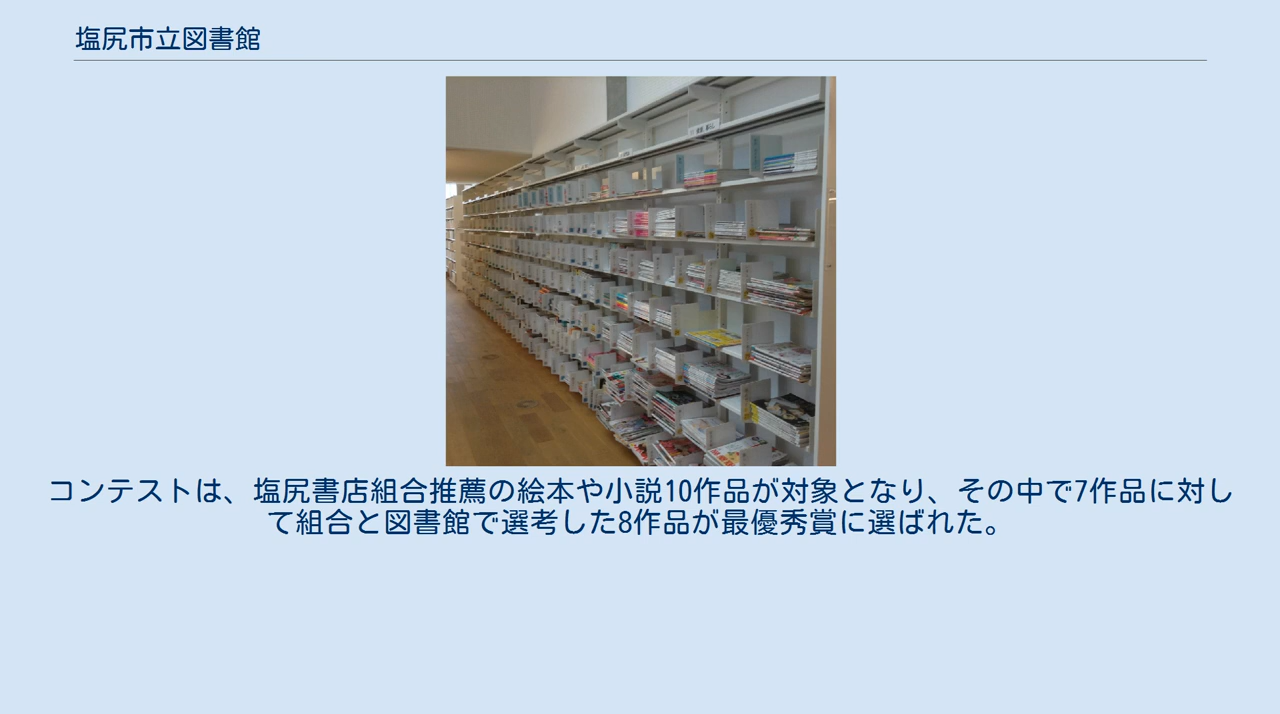 塩尻市立図書館
コンテストは、塩尻書店組合推薦の絵本や小説10作品が対象となり、その中で7作品に対し
て組合と図書館で選考した8作品が最優秀賞に選ばれた。